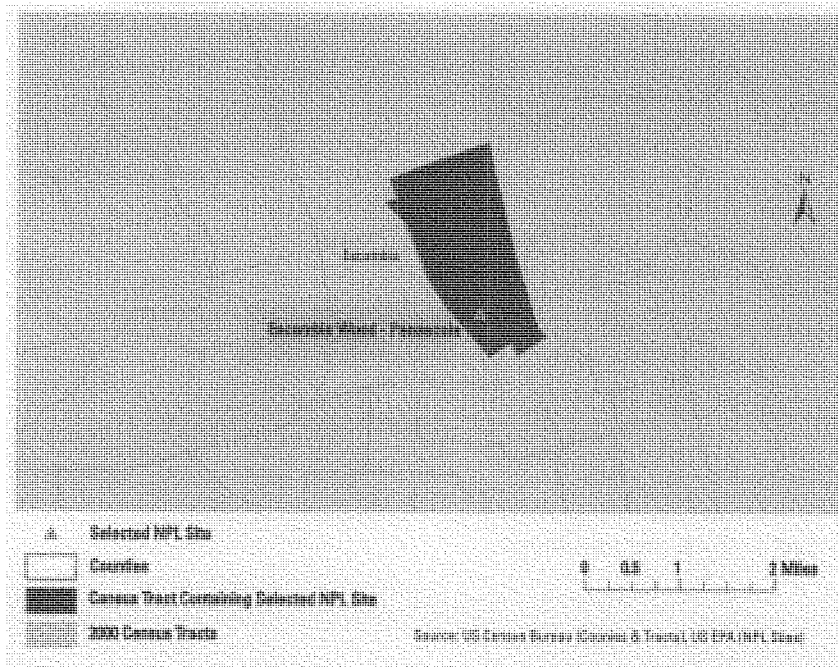 N
Escambia
Escambia Wood - Pensacola
Selected NPL Site
Counties
Census Tract Containing Selected NPL Site
2000 Census Tracts
0 0.5 1 2 Miles
Source: US Census Bureau (Counties & Tracts), US EPA (NPL Sites)